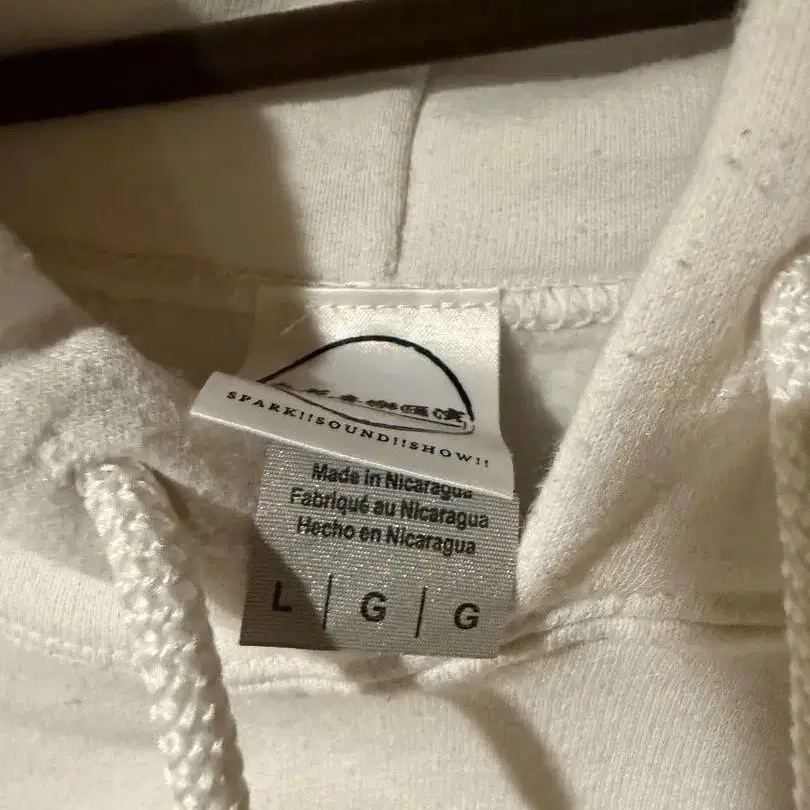 SPARK!!SOUND!!SHOW!!
Made in Nicaragua
Fabriqué au Nicaragua
Hecho en Nicaragua
L | G | G